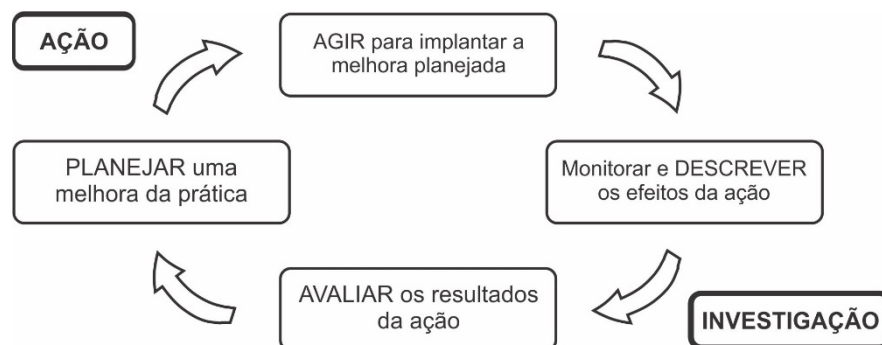 AÇÃO
AGIR para implantar a
melhora planejada
PLANEJAR uma
melhora da prática
Monitorar e DESCREVER
os efeitos da ação
AVALIAR os resultados
da ação
INVESTIGAÇÃO